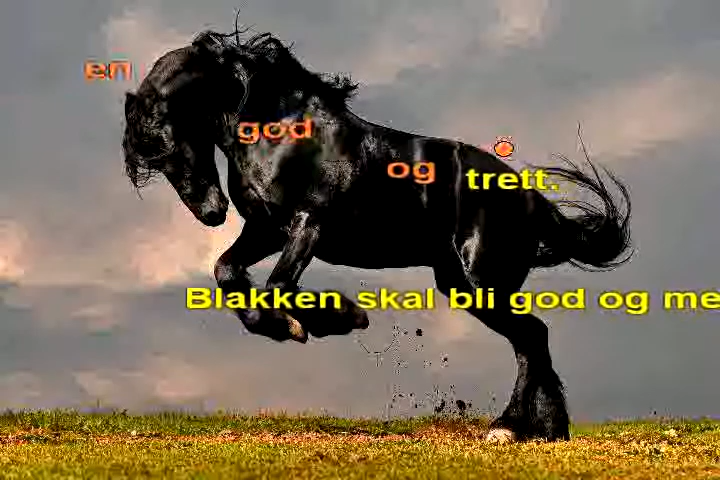 en
god
og
trett.
Blakken skal bli god og me